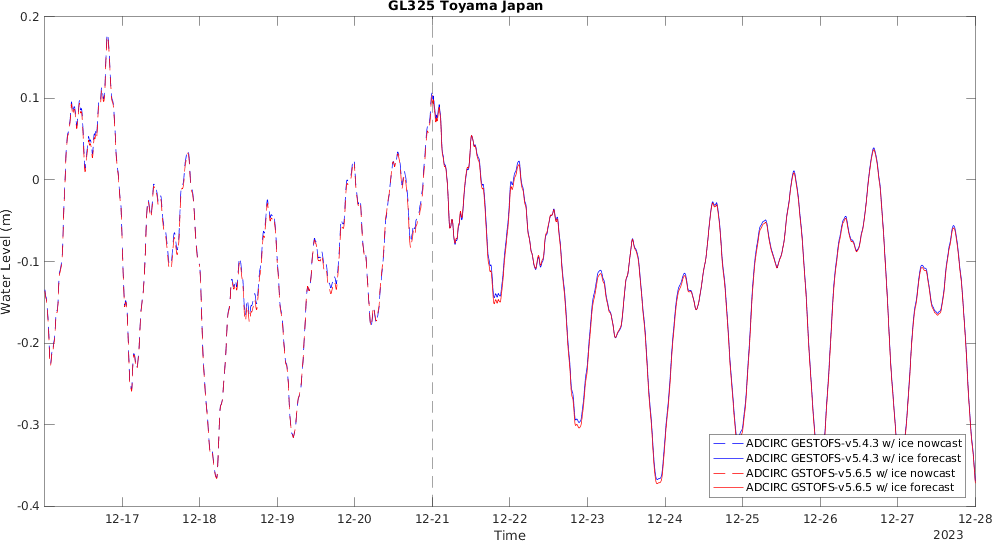 GL325 Toyama Japan
Water Level (m)
0.2
0.1
0
-0.1
-0.2
-0.3
-0.4
ADCIRC GESTOFS-v5.4.3 w/ ice nowcast
ADCIRC GESTOFS-v5.4.3 w/ ice forecast
ADCIRC GSTOFS-v5.6.5 w/ ice nowcast
ADCIRC GSTOFS-v5.6.5 w/ ice forecast
12-17 12-18 12-19 12-20 12-21 12-22 12-23 12-24 12-25 12-26 12-27 12-28
Time
2023